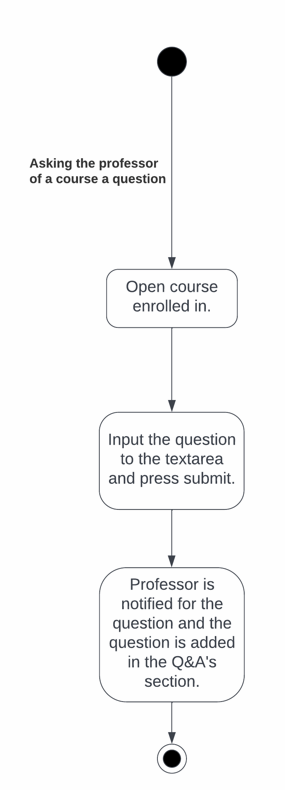 Asking the professor
of a course a question
Open course
enrolled in.
Input the question
to the textarea
and press submit.
Professor is
notified for the
question and the
question is added
in the Q&A's
section.